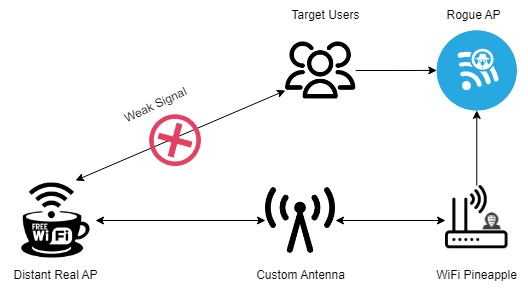 Target Users
Rogue AP
Weak Signal
FREE
Wi Fi
Distant Real AP
Custom Antenna
WiFi Pineapple